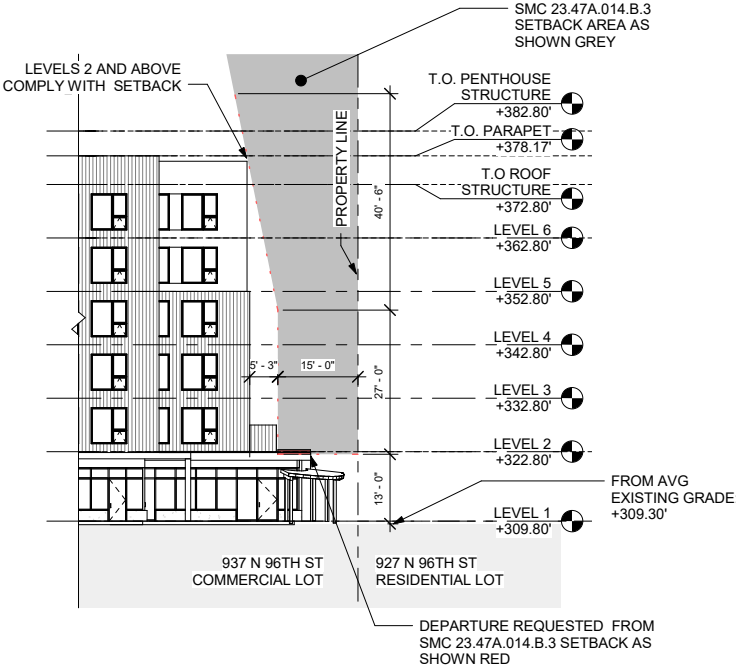 SMC 23.47A.014.B.3
SETBACK AREA AS
SHOWN GREY
LEVELS 2 AND ABOVE
COMPLY WITH SETBACK
T.O. PENTHOUSE
STRUCTURE
+382.80'
T.O. PARAPET
+378.17'
T.O ROOF
STRUCTURE
+372.80'
PROPERTY LINE
40' - 6"
LEVEL 6
+362.80'
LEVEL 5
+352.80'
LEVEL 4
+342.80'
5' - 3"
15' - 0"
27' - 0"
LEVEL 3
+332.80'
LEVEL 2
+322.80'
13' - 0"
LEVEL 1
+309.80'
FROM AVG
EXISTING GRADE
+309.30'
937 N 96TH ST
COMMERCIAL LOT
927 N 96TH ST
RESIDENTIAL LOT
DEPARTURE REQUESTED FROM
SMC 23.47A.014.B.3 SETBACK AS
SHOWN RED